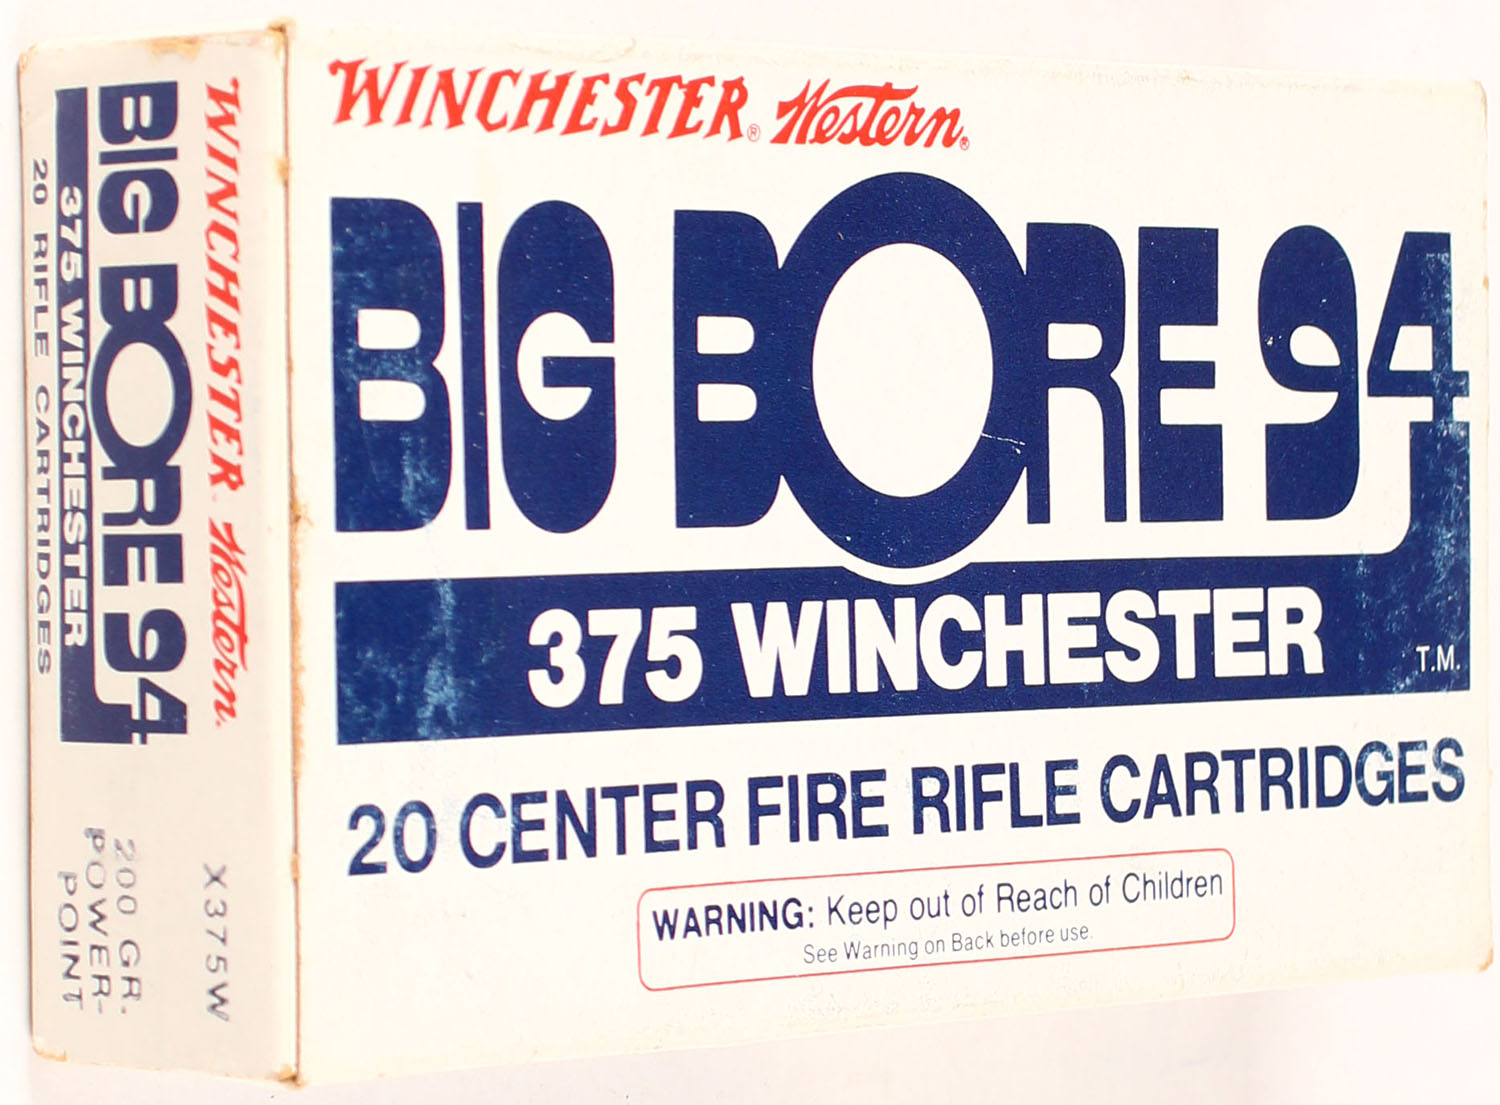 WINCHESTER® Western®
BIG BORE 94
375 WINCHESTER T.M.
20 CENTER FIRE RIFLE CARTRIDGES
WARNING: Keep out of Reach of Children
See Warning on Back before use.
WINCHESTER Western
BIG BORE 94
375 WINCHESTER
20 RIFLE CARTRIDGES
X375W
200 GR.
POWER-
POINT